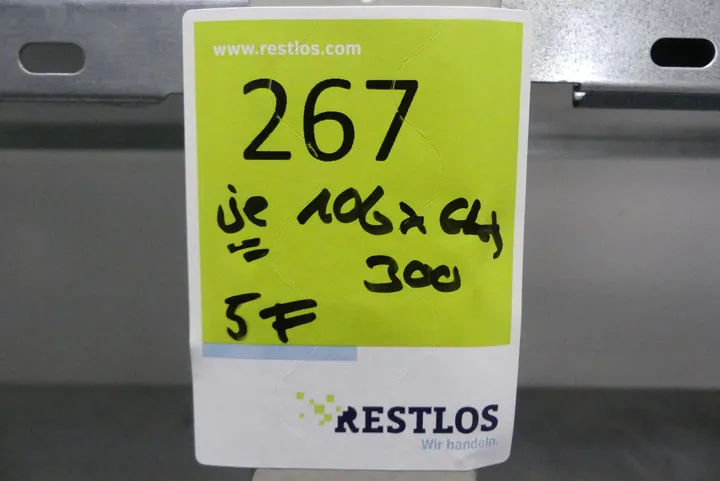 www.restlos.com
267
je 106 x 64
300
5F
RESTLOS
Wir handeln.